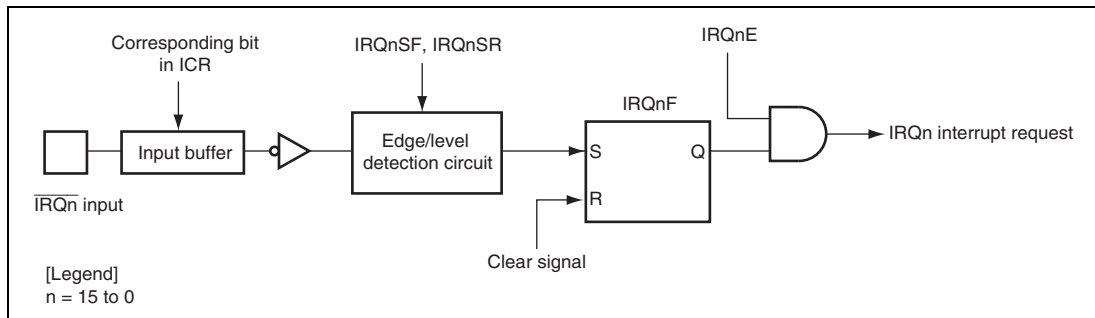 Corresponding bit
in ICR
IRQnSF, IRQnSR
IRQnE
IRQnF
Input buffer
Edge/level
detection circuit
S
Q
R
IRQn interrupt request
I̅R̅Q̅n̅ input
Clear signal
[Legend]
n = 15 to 0